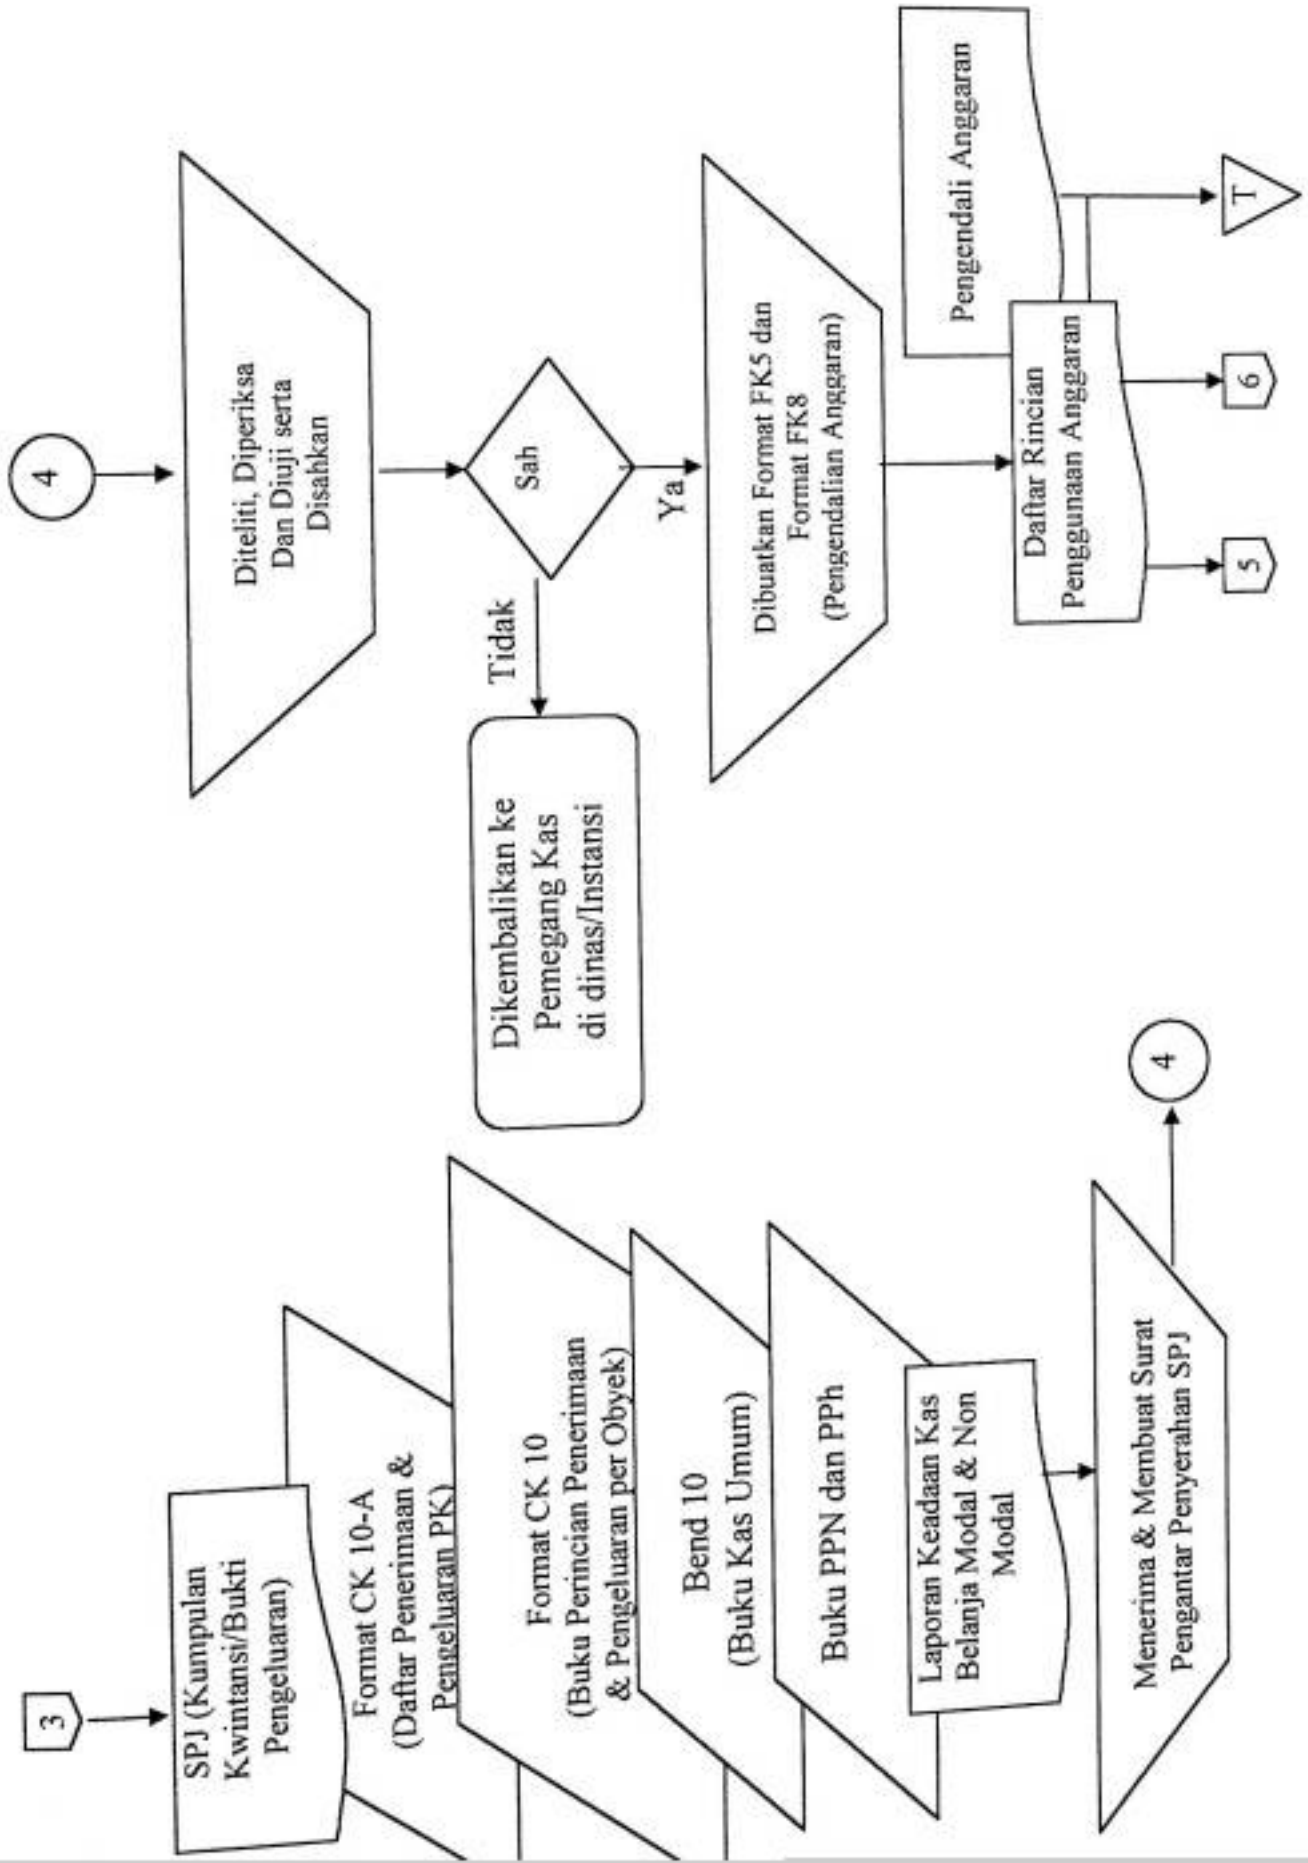 3
SPJ (Kumpulan
Kwintansi/Bukti
Pengeluaran)
Format CK 10-A
(Daftar Penerimaan &
Pengeluaran PK)
Format CK 10
(Buku Perincian Penerimaan
& Pengeluaran per Obyek)
Bend 10
(Buku Kas Umum)
Buku PPN dan PPh
Laporan Keadaan Kas
Belanja Modal & Non
Modal
Menerima & Membuat Surat
Pengantar Penyerahan SPJ
4
4
Diteliti, Diperiksa
Dan Diuji serta
Disahkan
Sah
Tidak
Dikembalikan ke
Pemegang Kas
di dinas/Instansi
Ya
Dibuatkan Format FK5 dan
Format FK8
(Pengendalian Anggaran)
Pengendali Anggaran
Daftar Rincian
Penggunaan Anggaran
5
6
T